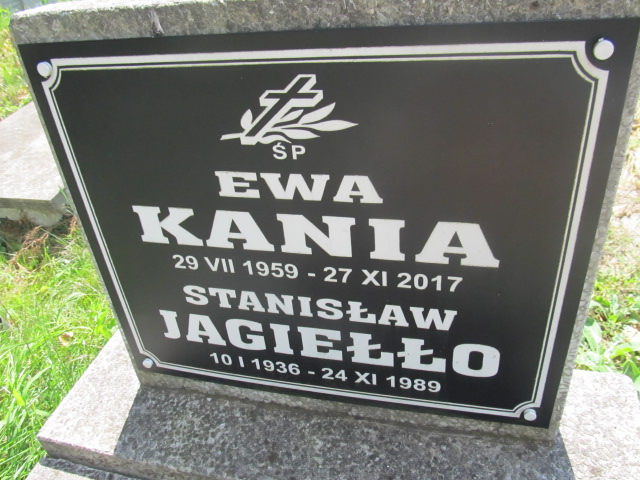 ŚP
EWA
KANIA
29 VII 1959 - 27 XI 2017
STANISŁAW
JAGIEŁŁO
10 I 1936 - 24 XI 1989